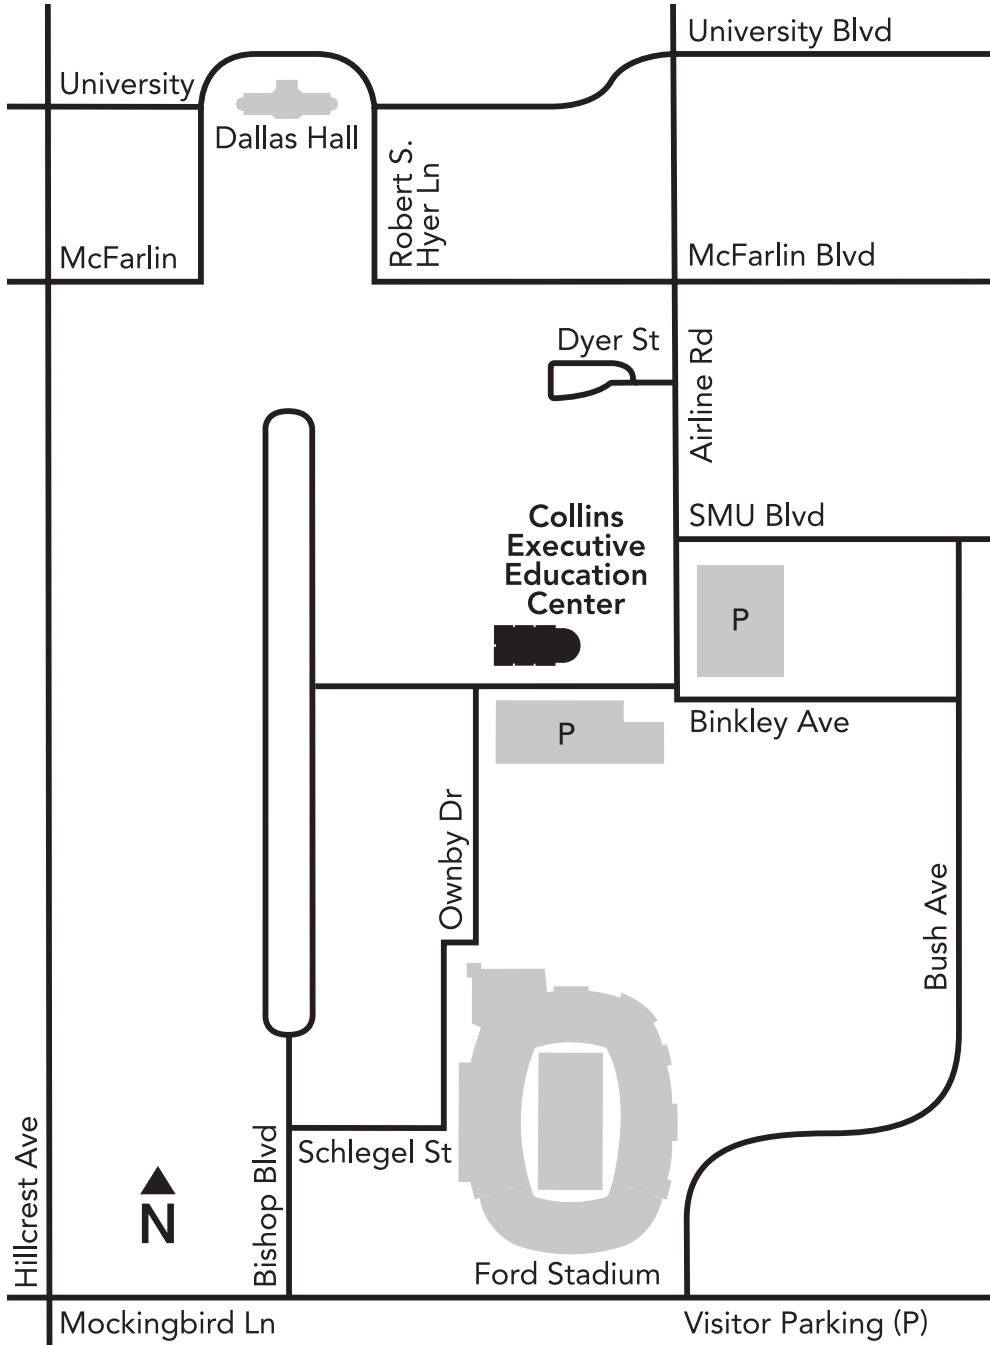 University Blvd
University
Dallas Hall
Robert S.
Hyer Ln
McFarlin
McFarlin Blvd
Dyer St
Airline Rd
Collins
Executive
Education
Center
SMU Blvd
P
Binkley Ave
P
Ownby Dr
Bush Ave
Hillcrest Ave
Bishop Blvd
Schlegel St
N
Ford Stadium
Mockingbird Ln
Visitor Parking (P)